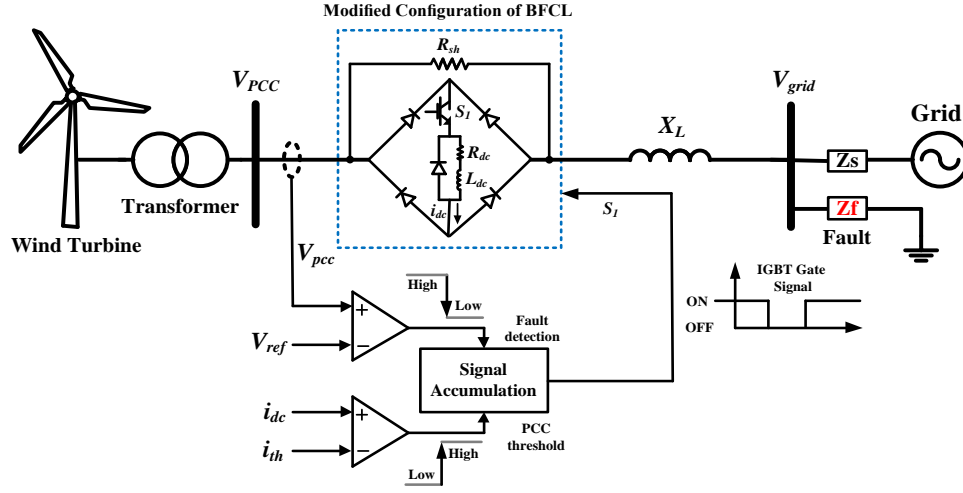 Modified Configuration of BFCL
R_sh
V_PCC
S_1
R_dc
L_dc
i_dc
V_grid
Grid
X_L
Zs
Zf
Transformer
Wind Turbine
S_1
Fault
V_pcc
High
Low
IGBT Gate
Signal
ON
OFF
+
−
V_ref
Fault
detection
Signal
Accumulation
i_dc
+
−
i_th
PCC
threshold
High
Low